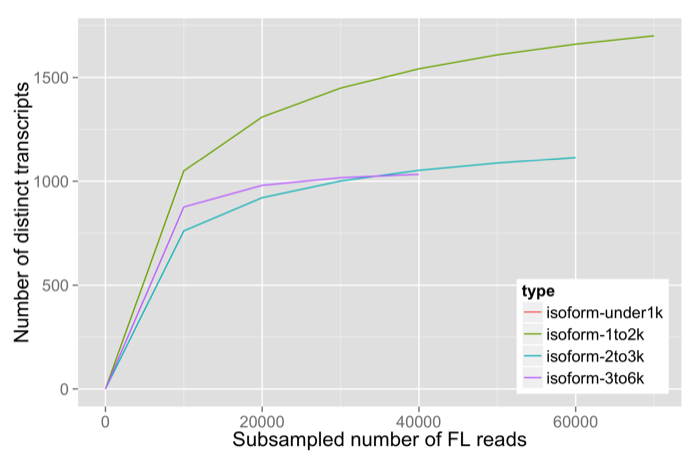 Number of distinct transcripts
1500
1000
500
0
type
isoform-under1k
isoform-1to2k
isoform-2to3k
isoform-3to6k
0 20000 40000 60000
Subsampled number of FL reads